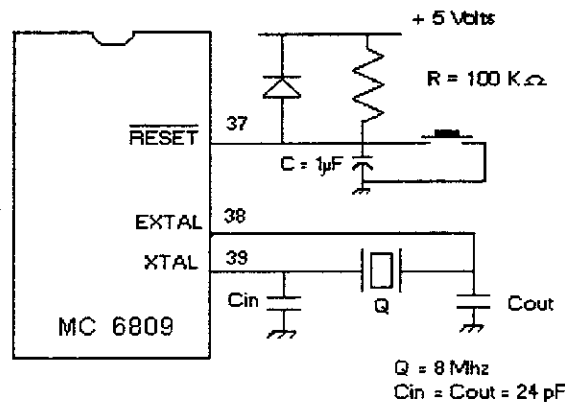 + 5 Volts
R = 100 K Ω
37
RESET
C = 1µF
38
EXTAL
39
XTAL
Cin
Q
Cout
MC 6809
Q = 8 Mhz
Cin = Cout = 24 pF